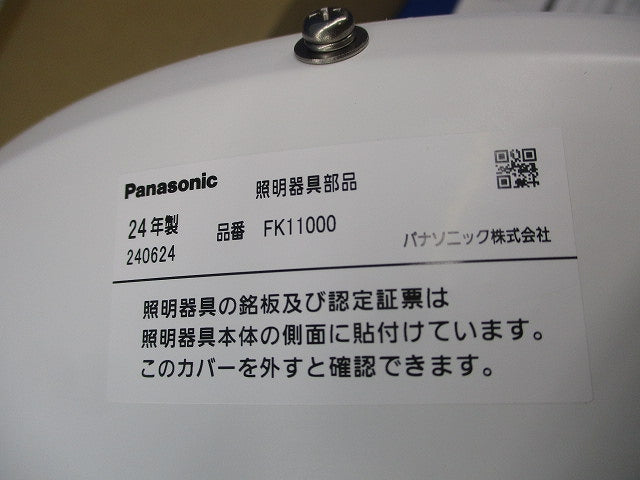 Panasonic 照明器具部品
24年製 品番 FK11000
240624 パナソニック株式会社
照明器具の銘板及び認定証票は
照明器具本体の側面に貼付けています。
このカバーを外すと確認できます。